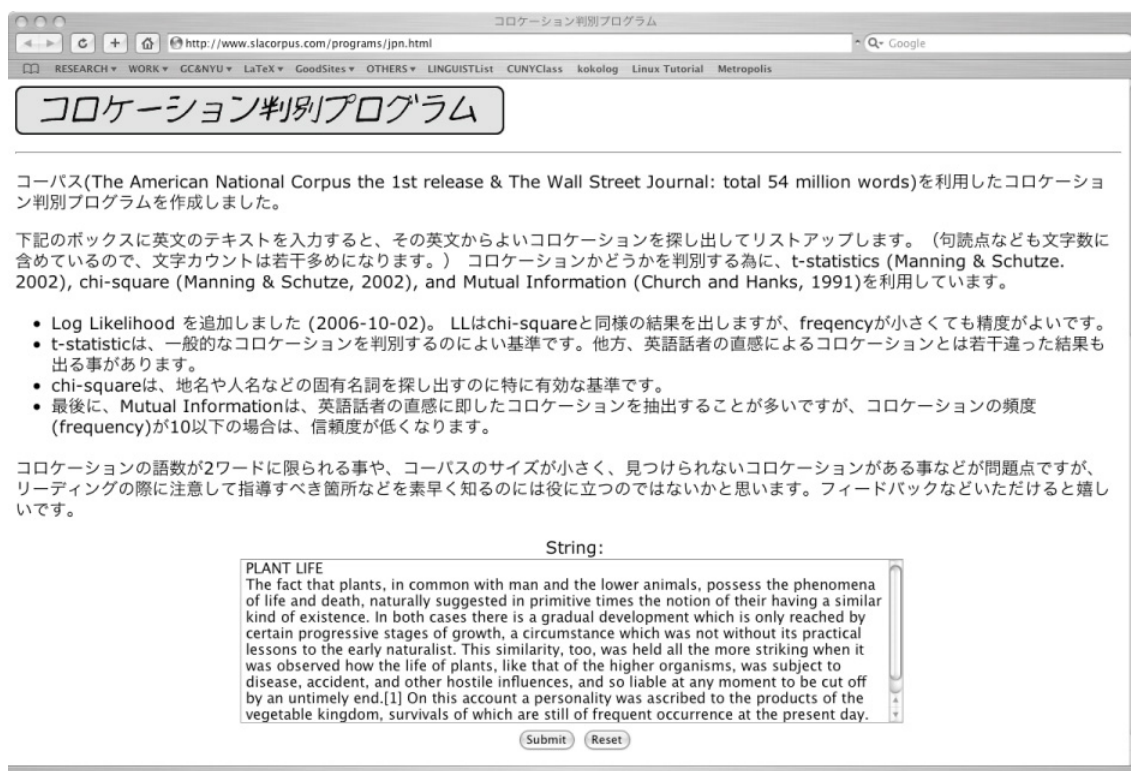 コロケーション判別プログラム
http://www.slacorpus.com/programs/jpn.html
Google
RESEARCH WORK GC&NYU LaTeX GoodSites OTHERS LINGUISTList CUNYClass kokolog Linux Tutorial Metropolis
コロケーション判別プログラム
コーパス(The American National Corpus the 1st release & The Wall Street Journal: total 54 million words)を利用したコロケーショ
ン判別プログラムを作成しました。
下記のボックスに英文のテキストを入力すると、その英文からよいコロケーションを探し出してリストアップします。（句読点なども文字数に
含めているので、文字カウントは若干多めになります。） コロケーションかどうかを判別する為に、t-statistics (Manning & Schutze.
2002), chi-square (Manning & Schutze, 2002), and Mutual Information (Church and Hanks, 1991)を利用しています。
• Log Likelihood を追加しました (2006-10-02)。 LLはchi-squareと同様の結果を出しますが、freqencyが小さくても精度がよいです。
• t-statisticは、一般的なコロケーションを判別するのによい基準です。他方、英語話者の直感によるコロケーションとは若干違った結果も
出る事があります。
• chi-squareは、地名や人名などの固有名詞を探し出すのに特に有効な基準です。
• 最後に、Mutual Informationは、英語話者の直感に即したコロケーションを抽出することが多いですが、コロケーションの頻度
(frequency)が10以下の場合は、信頼度が低くなります。
コロケーションの語数が2ワードに限られる事や、コーパスのサイズが小さく、見つけられないコロケーションがある事などが問題点ですが、
リーディングの際に注意して指導すべき箇所などを素早く知るのには役に立つのではないかと思います。フィードバックなどいただけると嬉し
いです。
String:
PLANT LIFE
The fact that plants, in common with man and the lower animals, possess the phenomena
of life and death, naturally suggested in primitive times the notion of their having a similar
kind of existence. In both cases there is a gradual development which is only reached by
certain progressive stages of growth, a circumstance which was not without its practical
lessons to the early naturalist. This similarity, too, was held all the more striking when it
was observed how the life of plants, like that of the higher organisms, was subject to
disease, accident, and other hostile influences, and so liable at any moment to be cut off
by an untimely end.[1] On this account a personality was ascribed to the products of the
vegetable kingdom, survivals of which are still of frequent occurrence at the present day.
Submit Reset